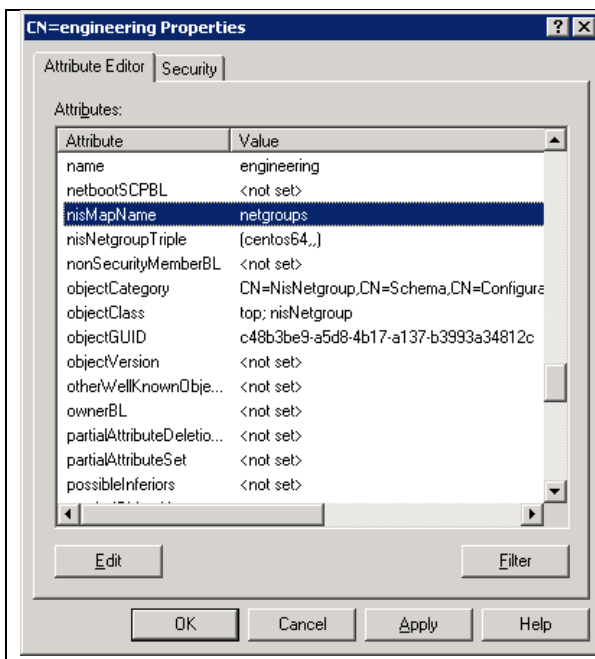 CN=engineering Properties
Attribute Editor Security
Attributes:
Attribute Value
name engineering
netbootSCPBL <not set>
nisMapName netgroups
nisNetgroupTriple (centos64,,)
nonSecurityMemberBL <not set>
objectCategory CN=NisNetgroup,CN=Schema,CN=Configura
objectClass top; nisNetgroup
objectGUID c48b3be9-a5d8-4b17-a137-b3993a34812c
objectVersion <not set>
otherWellKnownObje... <not set>
ownerBL <not set>
partialAttributeDeletio... <not set>
partialAttributeSet <not set>
possibleInferiors <not set>
Edit Filter
OK Cancel Apply Help